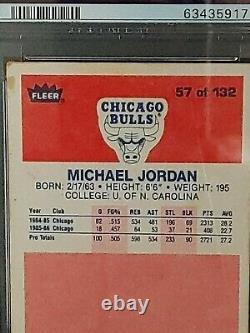 63435917
FLEER
57 of 132
CHICAGO
BULLS
MICHAEL JORDAN
BORN: 2/17/63 • HEIGHT: 6'6" • WEIGHT: 195
COLLEGE: U. OF N. CAROLINA
Year Club G FG% REB AST STL BLK PTS AVG
1984-85 Chicago 82 .515 534 481 196 69 2313 28.2
1985-86 Chicago 18 .457 64 53 37 21 408 22.7
Pro Totals 100 .505 598 534 233 90 2721 27.2